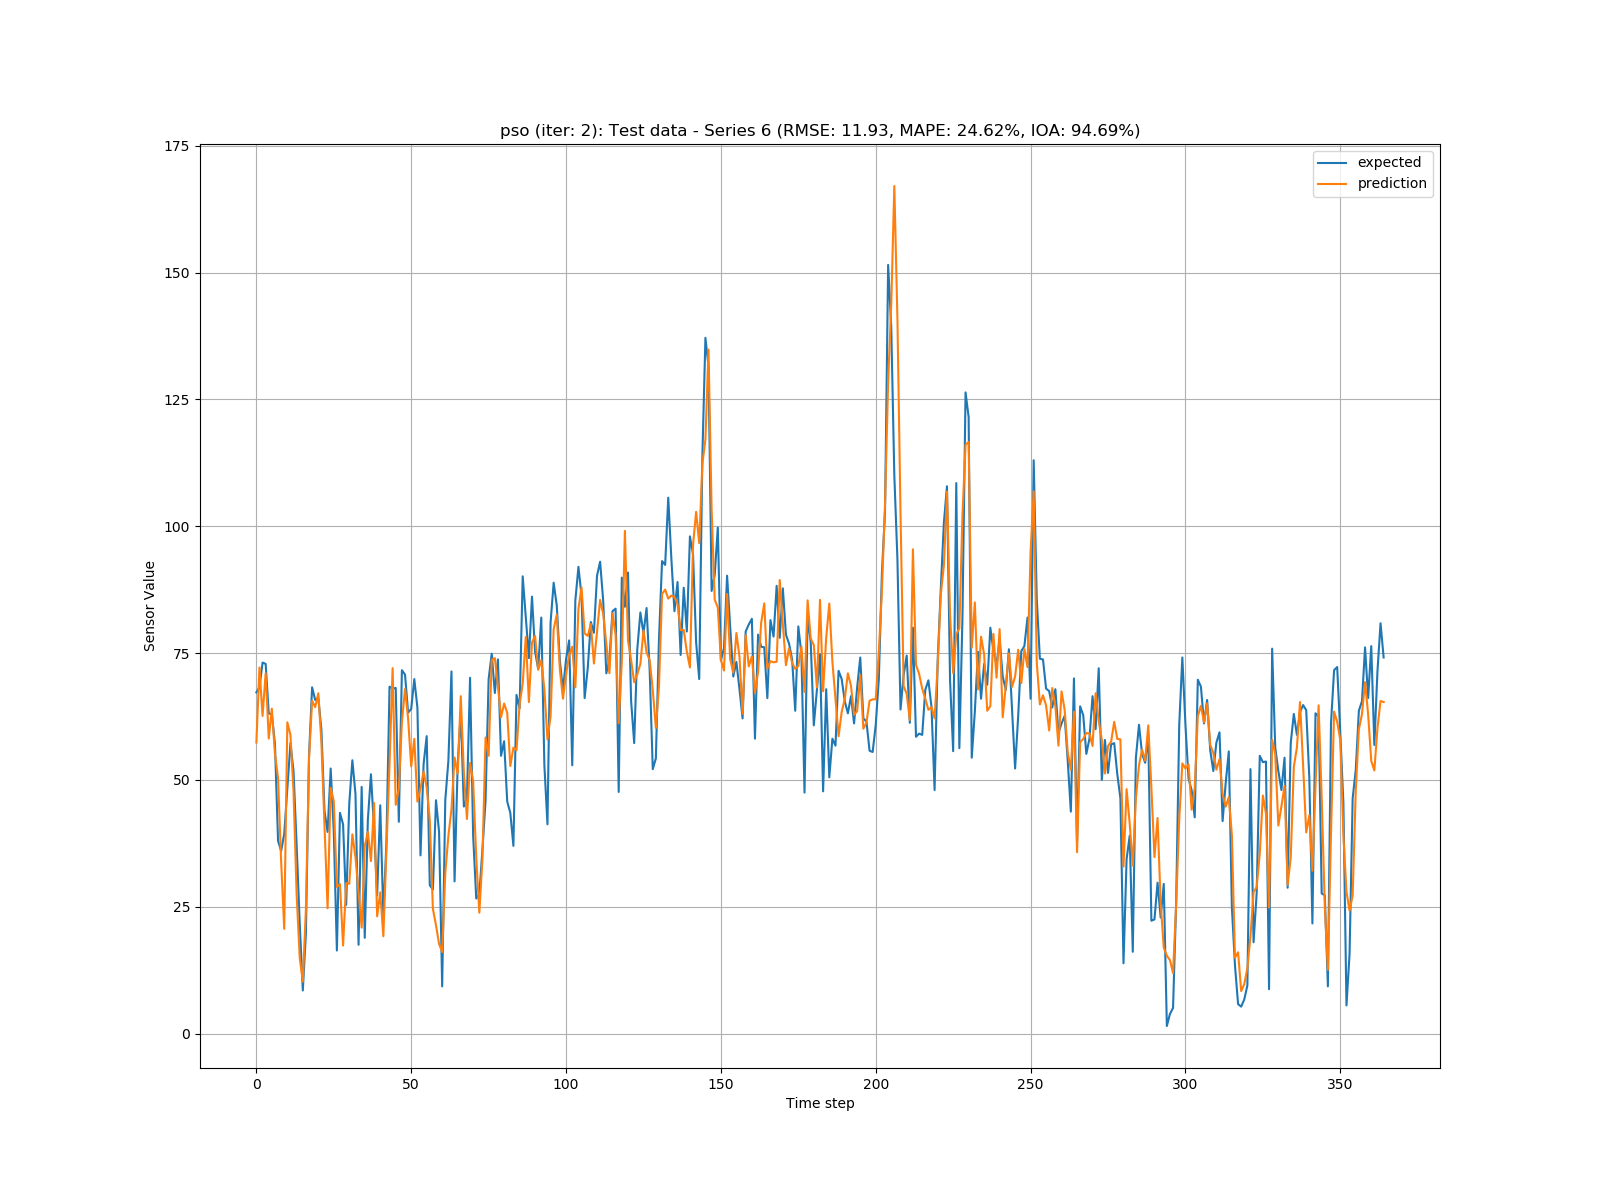 pso (iter: 2): Test data - Series 6 (RMSE: 11.93, MAPE: 24.62%, IOA: 94.69%)
expected
prediction
175
150
125
100
75
50
25
0
Sensor Value
0 50 100 150 200 250 300 350
Time step